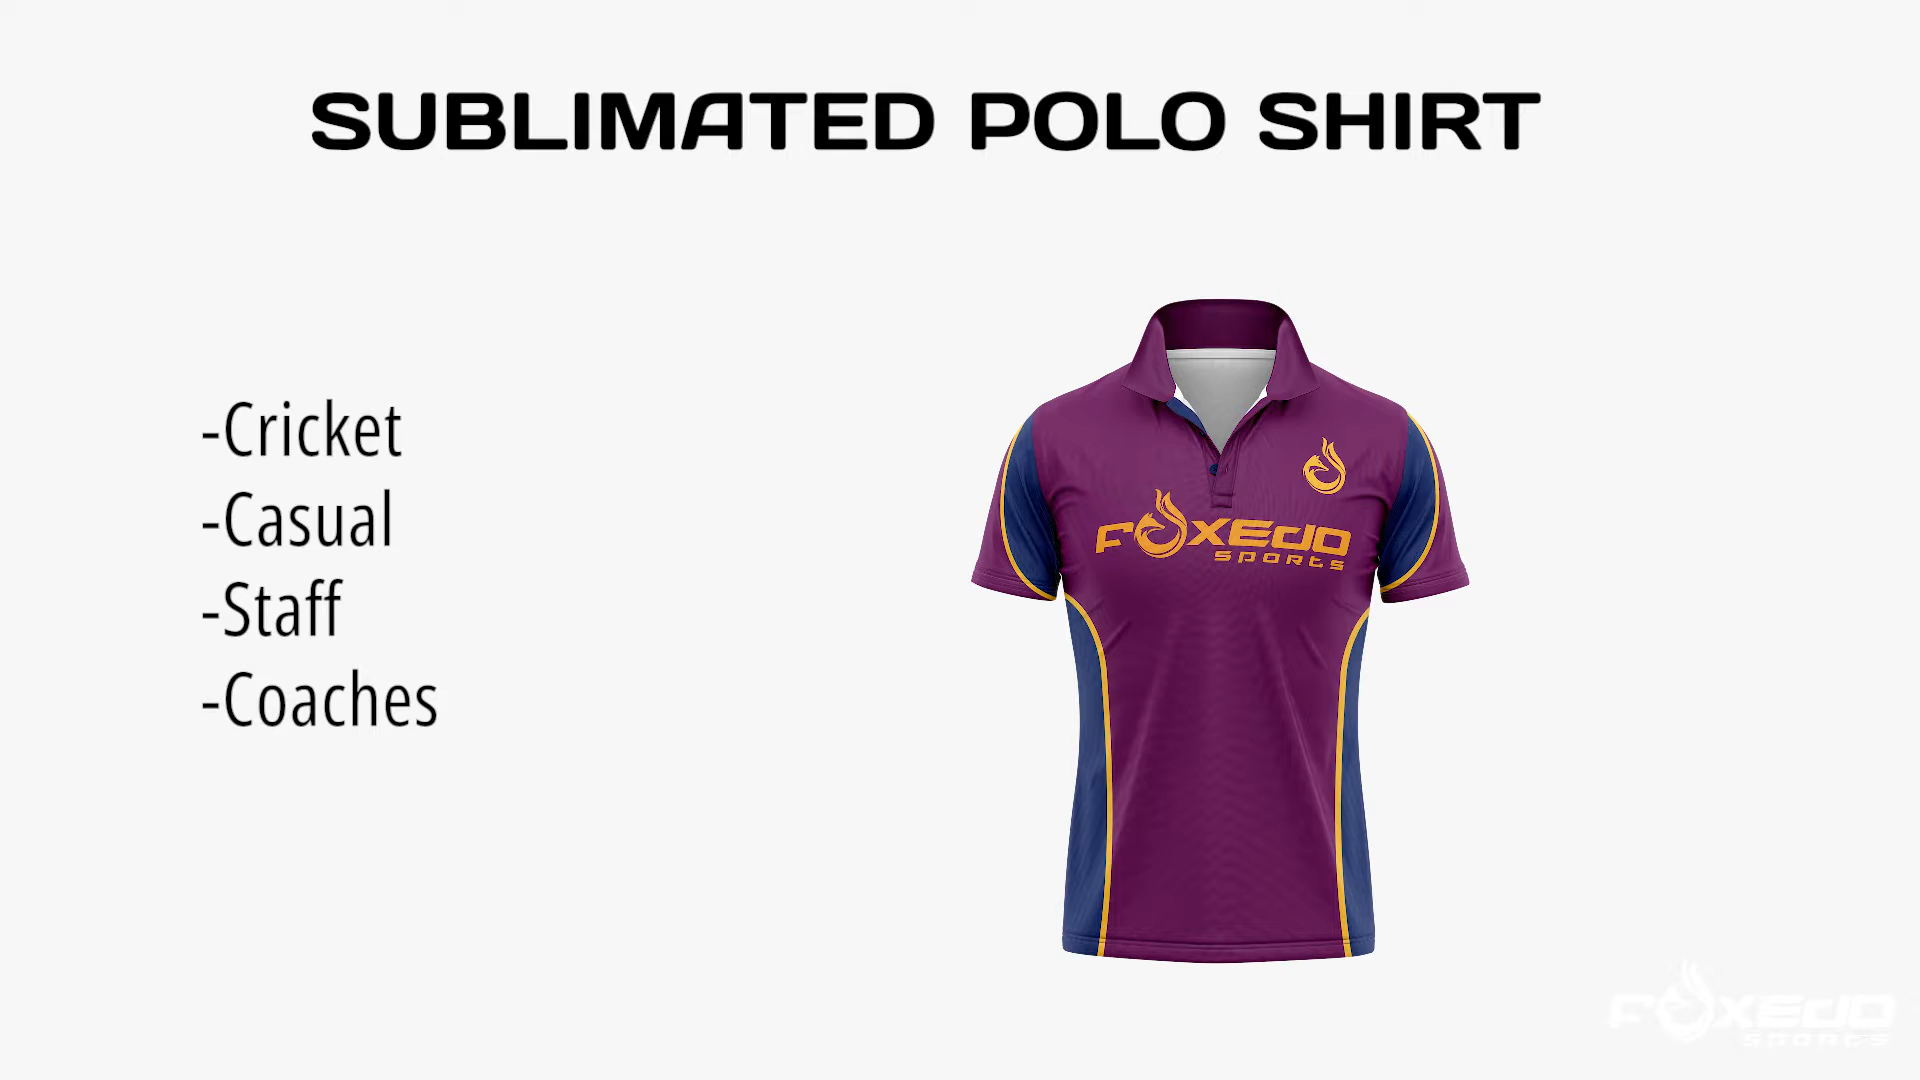 SUBLIMATED POLO SHIRT
-Cricket
-Casual
-Staff
-Coaches
FOXEDO
SPORTS
FOXEDO
SPORTS